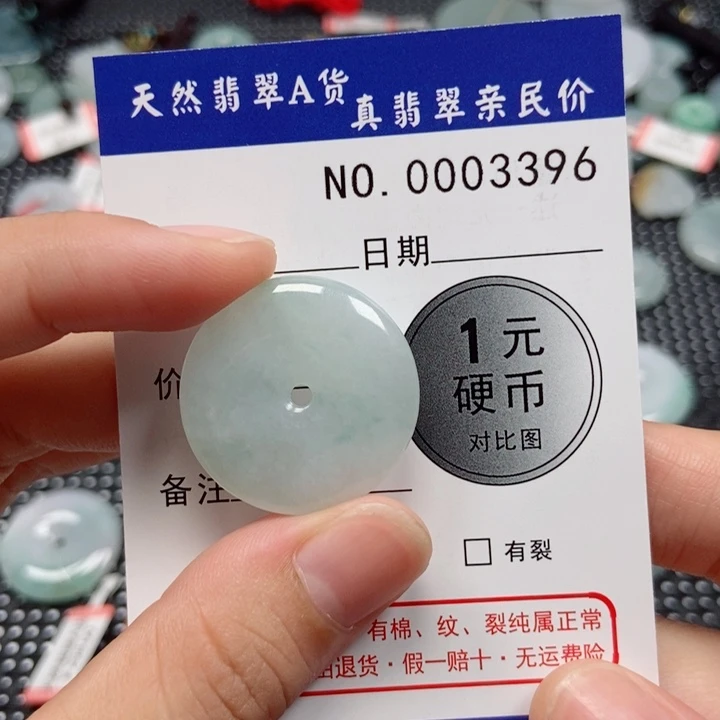 天然翡翠A货 真翡翠亲民价
NO. 0003396
日期
1元
硬币
对比图
价
备注
有裂
有棉、纹、裂纯属正常
退货·假一赔十·无运费险